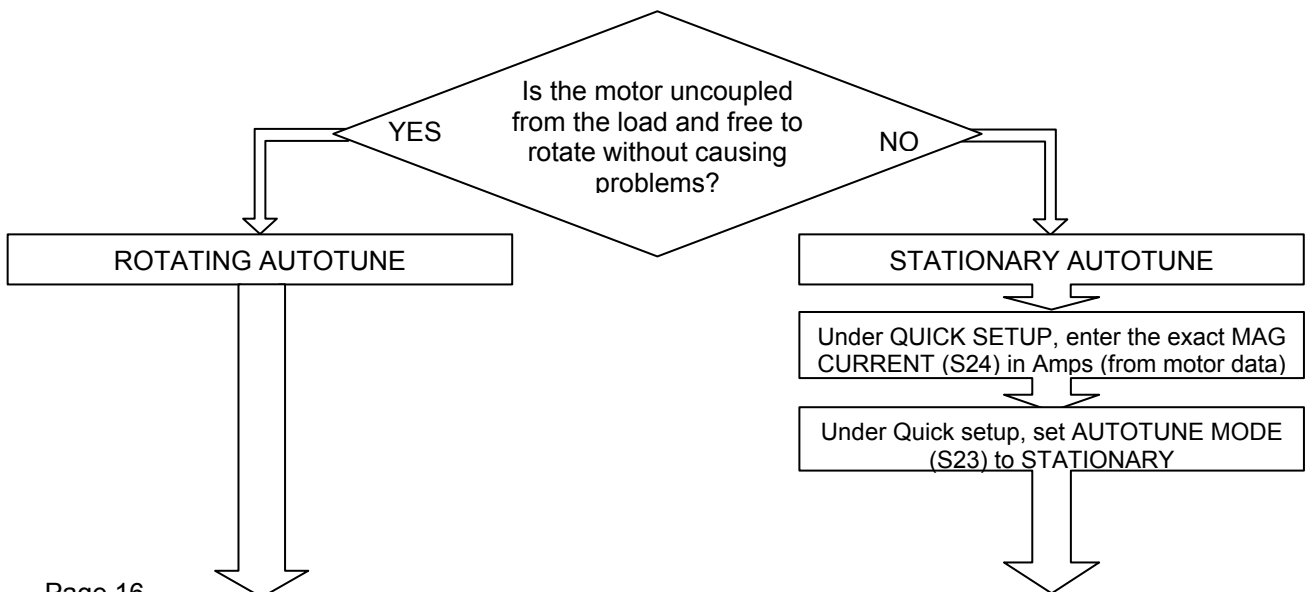 Is the motor uncoupled
from the load and free to
rotate without causing
problems?
YES
NO
ROTATING AUTOTUNE
STATIONARY AUTOTUNE
Under QUICK SETUP, enter the exact MAG
CURRENT (S24) in Amps (from motor data)
Under Quick setup, set AUTOTUNE MODE
(S23) to STATIONARY
Page 16